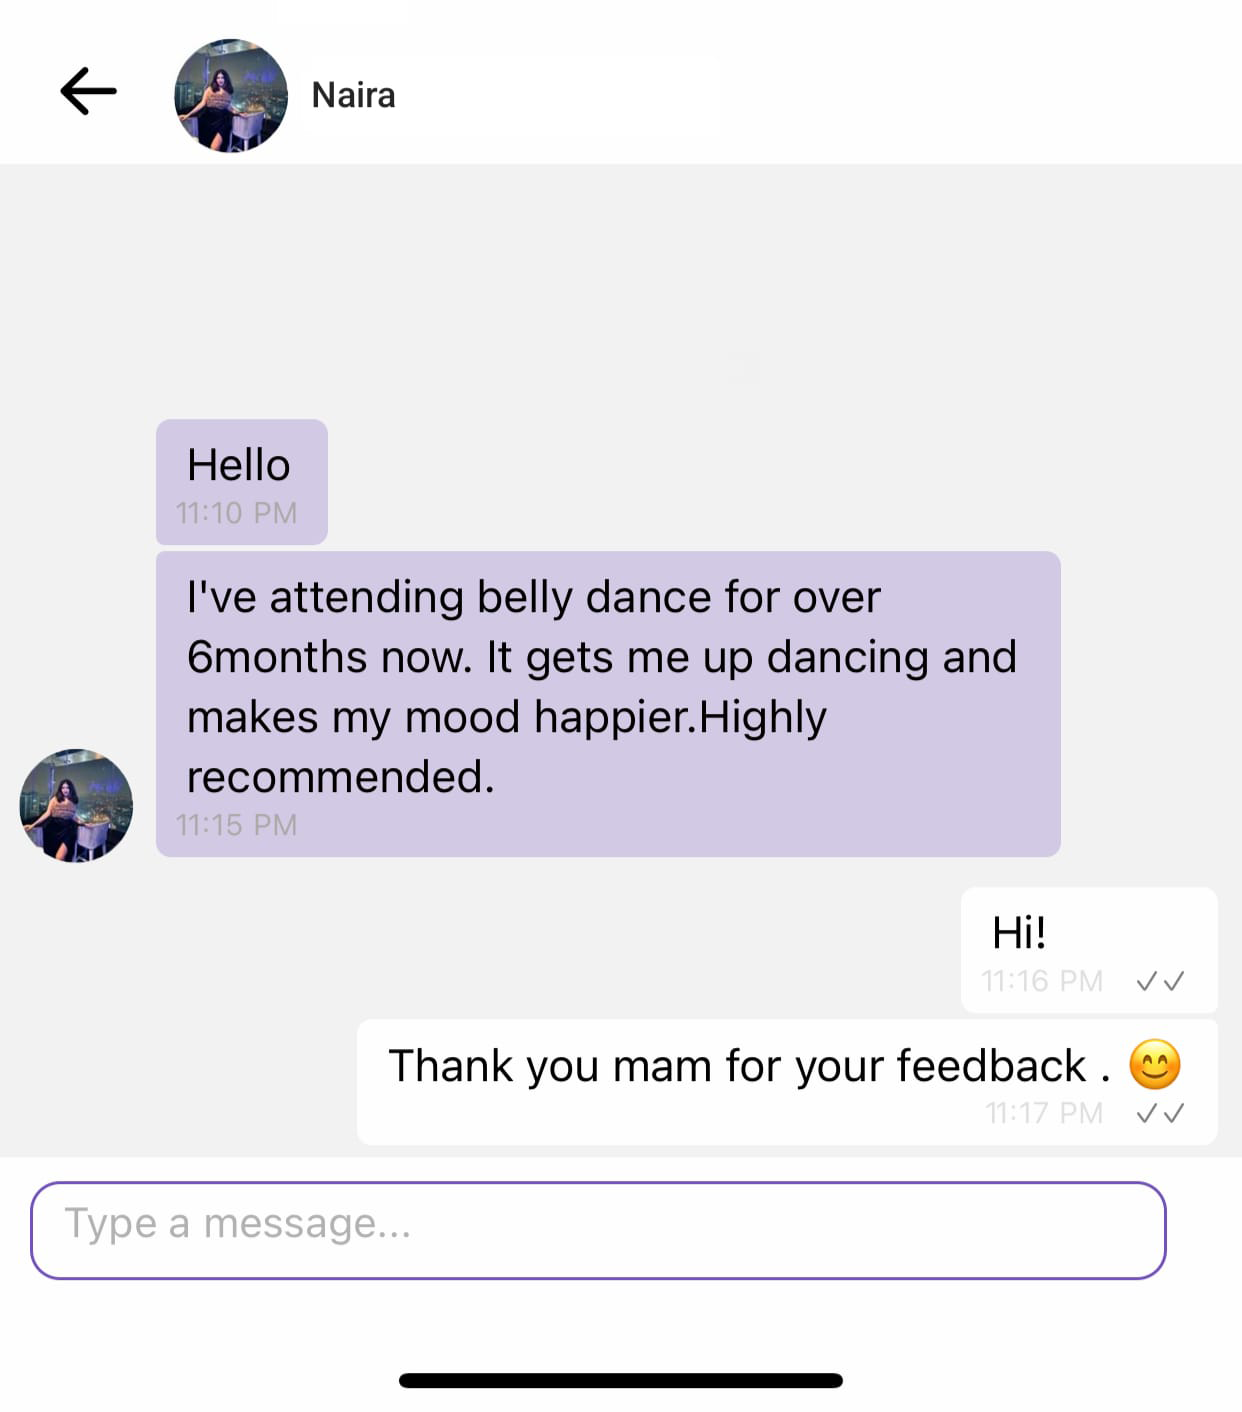 Naira
Hello
11:10 PM
I've attending belly dance for over
6months now. It gets me up dancing and
makes my mood happier.Highly
recommended.
11:15 PM
Hi!
11:16 PM ✓✓
Thank you mam for your feedback . 😊
11:17 PM ✓✓
Type a message...